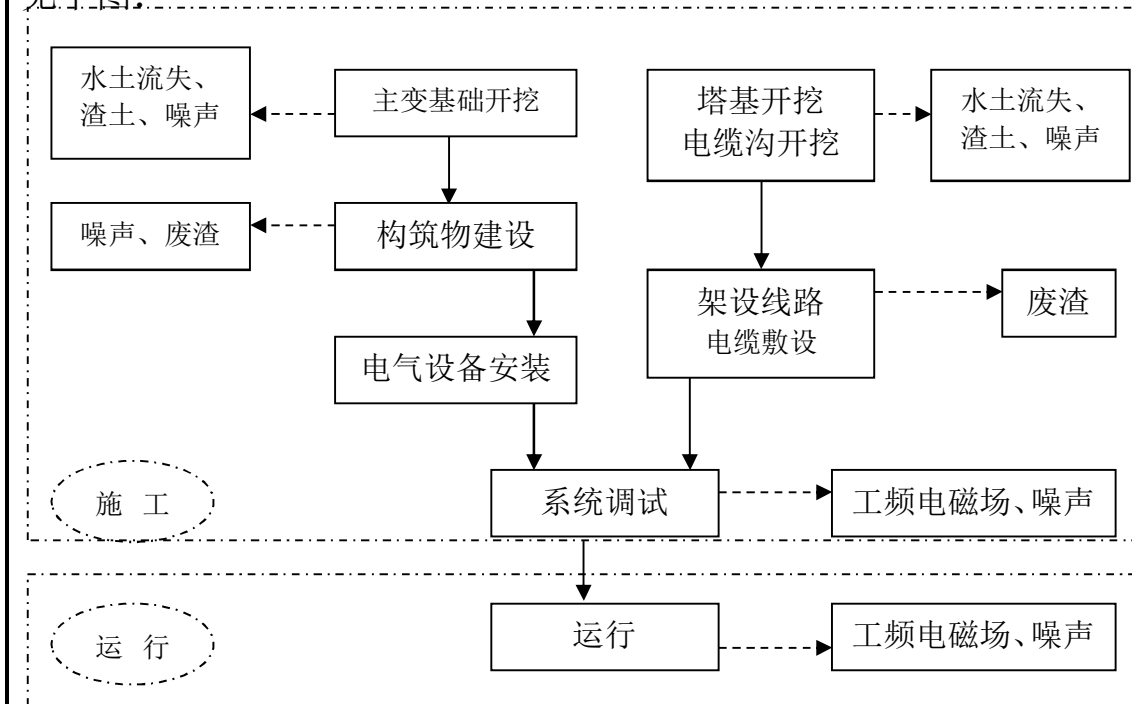 见下图:
水土流失、
渣土、噪声
主变基础开挖
塔基开挖
电缆沟开挖
水土流失、
渣土、噪声
噪声、废渣
构筑物建设
架设线路
电缆敷设
废渣
电气设备安装
施 工
系统调试
工频电磁场、噪声
运 行
运行
工频电磁场、噪声